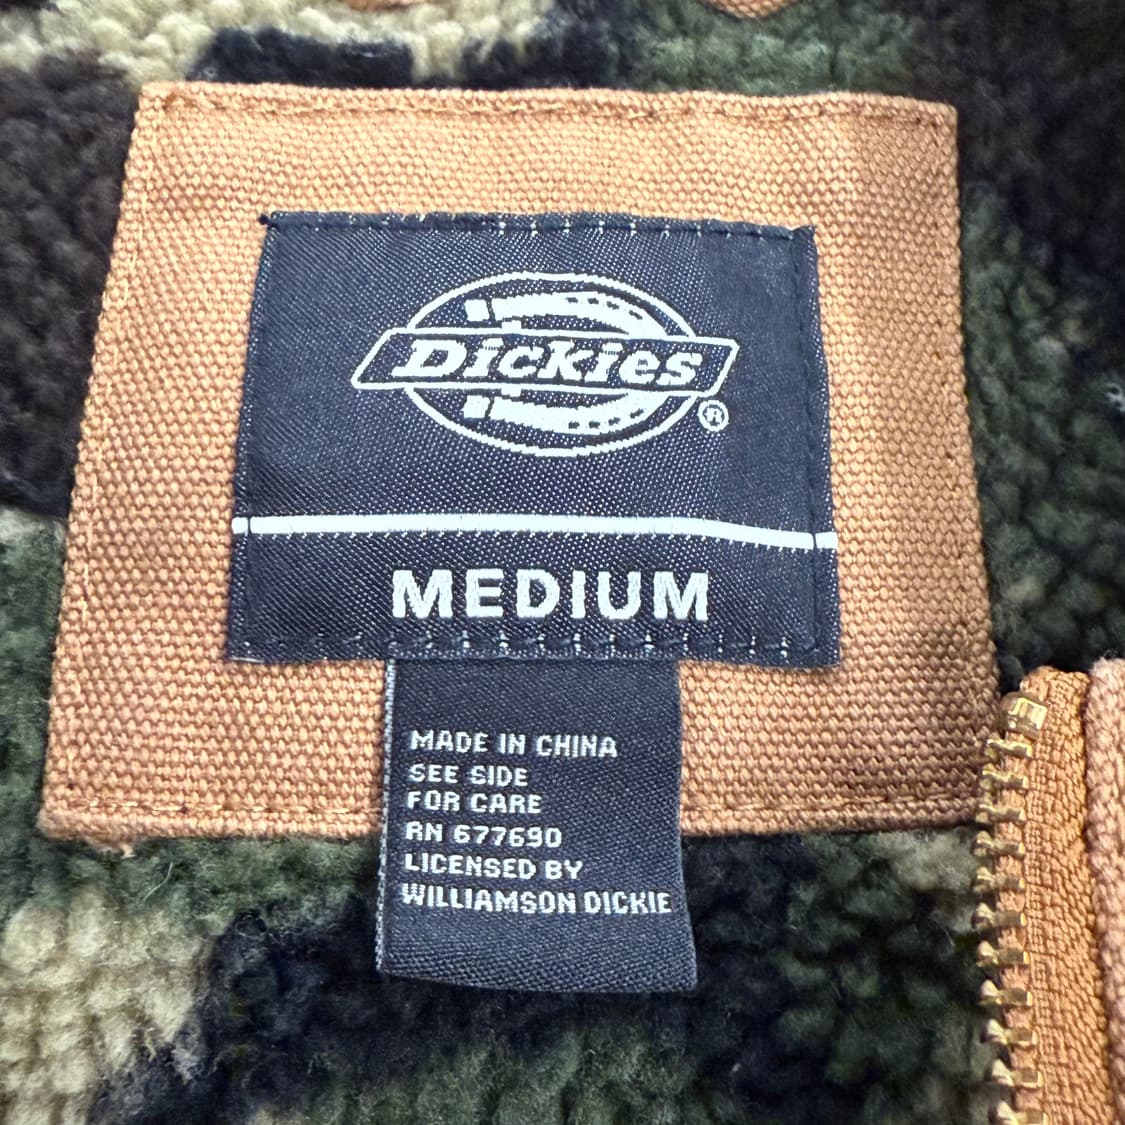 Dickies®
MEDIUM
MADE IN CHINA
SEE SIDE
FOR CARE
RN 677690
LICENSED BY
WILLIAMSON DICKIE